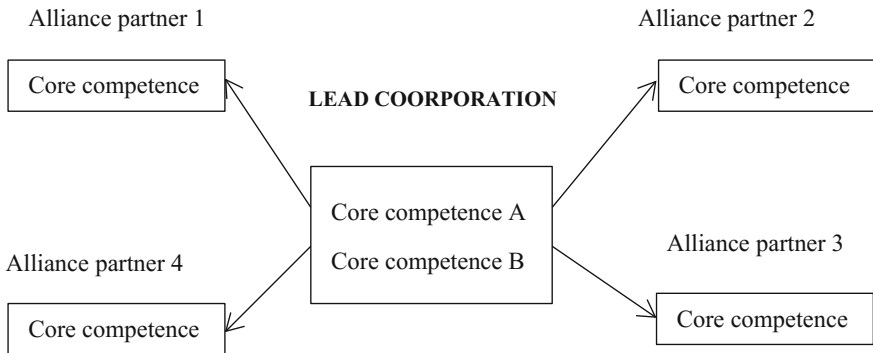 Alliance partner 1
Core competence
Alliance partner 2
Core competence
LEAD COORPORATION
Core competence A
Core competence B
Alliance partner 4
Core competence
Alliance partner 3
Core competence